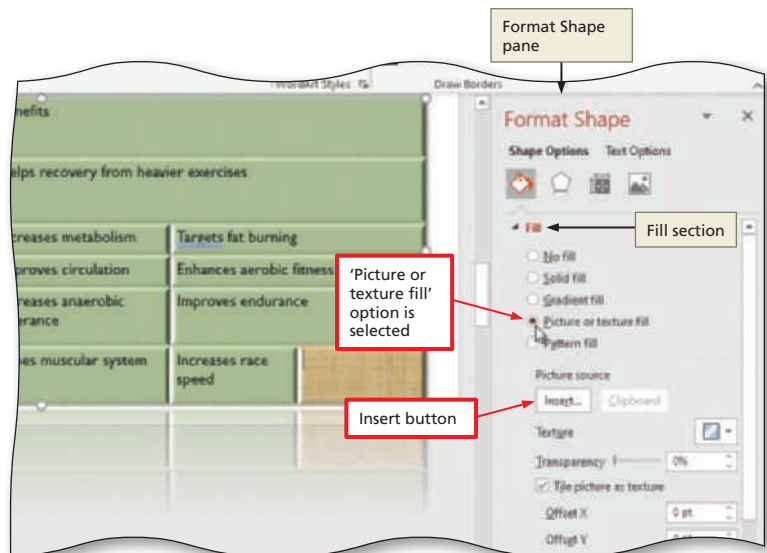 Format Shape
pane
WordArt Styles
Draw Borders
nefits
elps recovery from heavier exercises
creases metabolism
Targets fat burning
proves circulation
Enhances aerobic fitness
reases anaerobic
erance
Improves endurance
ses muscular system
Increases race
speed
Format Shape
Shape Options Text Options
Fill
Fill section
No fill
Solid fill
Gradient fill
Picture or texture fill
Pattern fill
'Picture or
texture fill'
option is
selected
Picture source
Insert... Clipboard
Insert button
Texture
Transparency 0%
Tile picture as texture
Offset X 0 pt
Offset Y